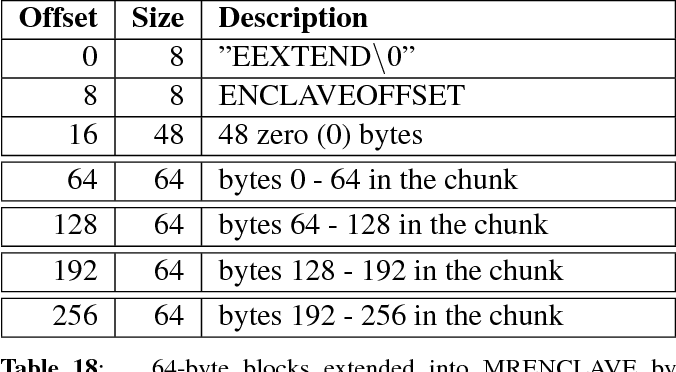 Offset Size Description
0 8 ”EEXTEND\0”
8 8 ENCLAVEOFFSET
16 48 48 zero (0) bytes
64 64 bytes 0 - 64 in the chunk
128 64 bytes 64 - 128 in the chunk
192 64 bytes 128 - 192 in the chunk
256 64 bytes 192 - 256 in the chunk
Table 18: 64-byte blocks extended into MRENCLAVE by